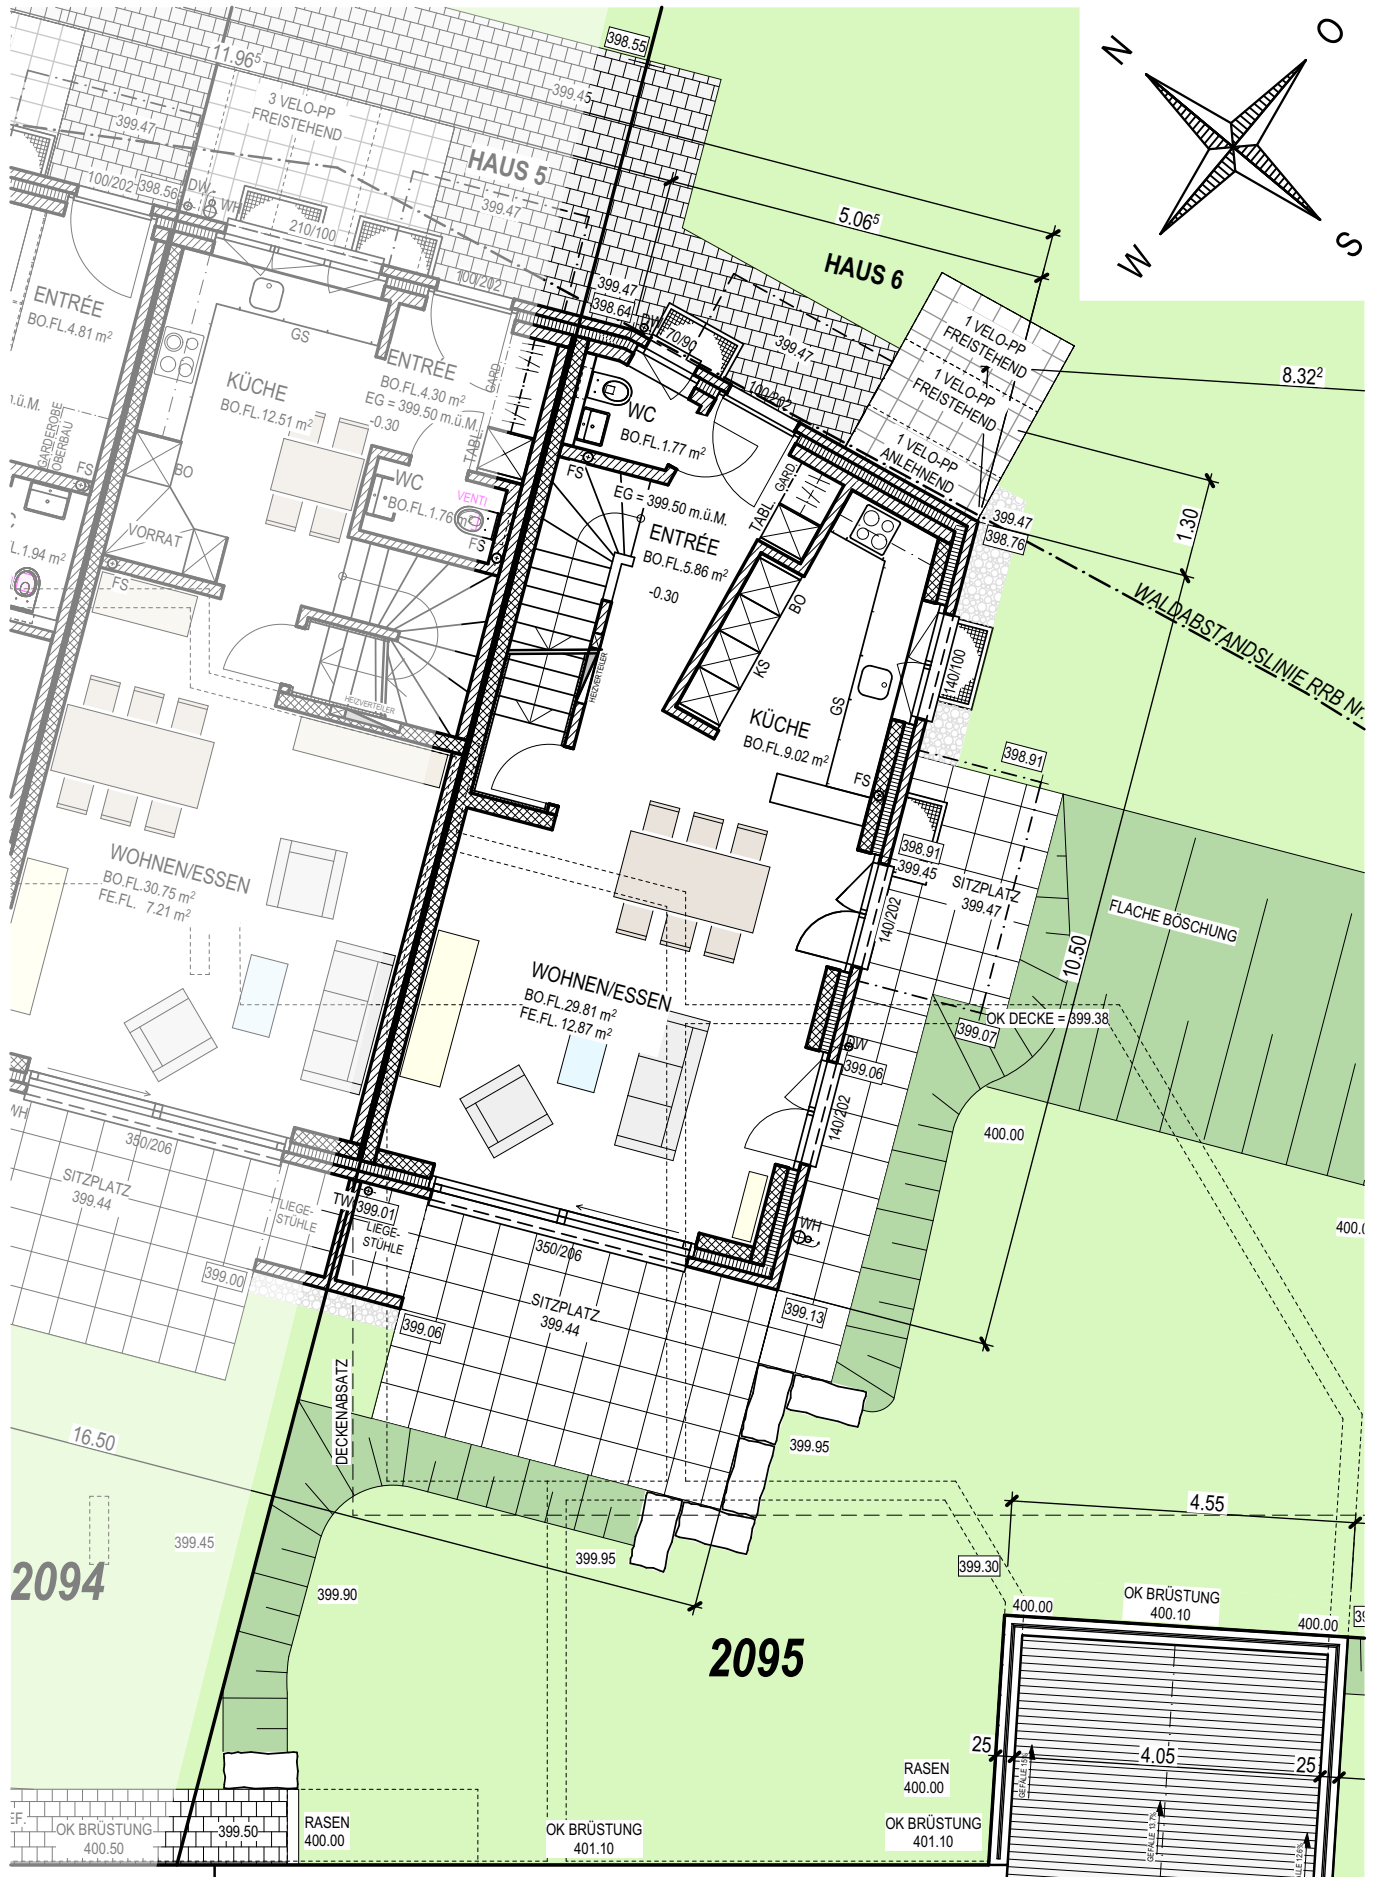 398.55
N
O
W
S
11.96⁵
3 VELO-PP
FREISTEHEND
399.45
399.47
100/202
398.56
DW
WH
210/100
HAUS 5
399.47
100/202
5.06⁵
HAUS 6
399.47
398.64
DW
70/90
399.47
100/202
1 VELO-PP
FREISTEHEND
1 VELO-PP
FREISTEHEND
1 VELO-PP
ANLEHNEND
8.32²
1.30
399.47
398.76
WALDABSTANDSLINIE RRB Nr.
ENTRÉE
BO.FL.4.81 m²
GARDEROBE
OBERBAU
FS
KÜCHE
BO.FL.12.51 m²
GS
BO
VORRAT
FS
ENTRÉE
BO.FL.4.30 m²
EG = 399.50 m.ü.M.
-0.30
GARD.
TABL.
WC
BO.FL.1.76 m²
VENTI
FS
HEIZVERTEILER
WC
BO.FL.1.77 m²
FS
EG = 399.50 m.ü.M.
ENTRÉE
BO.FL.5.86 m²
-0.30
TABL.
GARD.
BO
KS
GS
HEIZVERTEILER
KÜCHE
BO.FL.9.02 m²
FS
140/100
398.91
398.91
399.45
SITZPLATZ
399.47
FLACHE BÖSCHUNG
10.50
140/202
WOHNEN/ESSEN
BO.FL.30.75 m²
FE.FL. 7.21 m²
WOHNEN/ESSEN
BO.FL.29.81 m²
FE.FL. 12.87 m²
OK DECKE = 399.38
399.07
DW
399.06
140/202
400.00
350/206
SITZPLATZ
399.44
LIEGE-
STÜHLE
399.00
TW
399.01
LIEGE-
STÜHLE
350/206
WH
SITZPLATZ
399.44
399.13
399.06
DECKENABSATZ
16.50
399.45
2094
399.90
399.95
399.95
4.55
399.30
400.00
OK BRÜSTUNG
400.10
400.00
2095
25
4.05
25
GEFÄLLE 13.7%
RASEN
400.00
OK BRÜSTUNG
401.10
OK BRÜSTUNG
400.50
399.50
RASEN
400.00
OK BRÜSTUNG
401.10